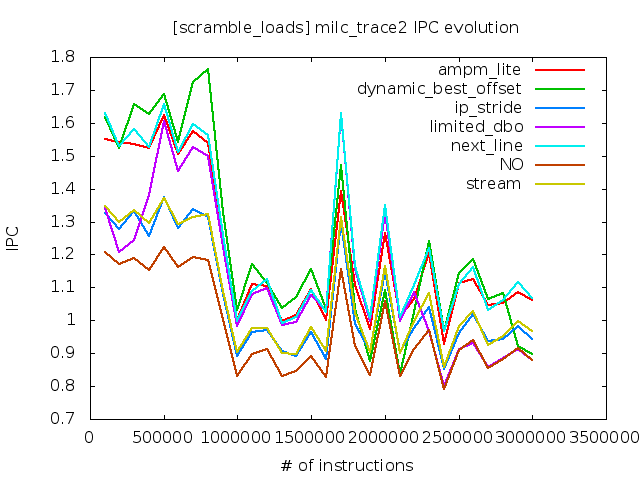 [scramble_loads] milc_trace2 IPC evolution
1.8
1.7
1.6
1.5
1.4
1.3
1.2
1.1
1
0.9
0.8
0.7
IPC
ampm_lite
dynamic_best_offset
ip_stride
limited_dbo
next_line
NO
stream
0 500000 1000000 1500000 2000000 2500000 3000000 3500000
# of instructions